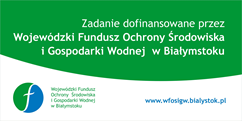 Zadanie dofinansowane przez
Wojewódzki Fundusz Ochrony Środowiska
i Gospodarki Wodnej w Białymstoku
Wojewódzki Fundusz
Ochrony Środowiska
i Gospodarki Wodnej
w Białymstoku
www.wfosigw.bialystok.pl